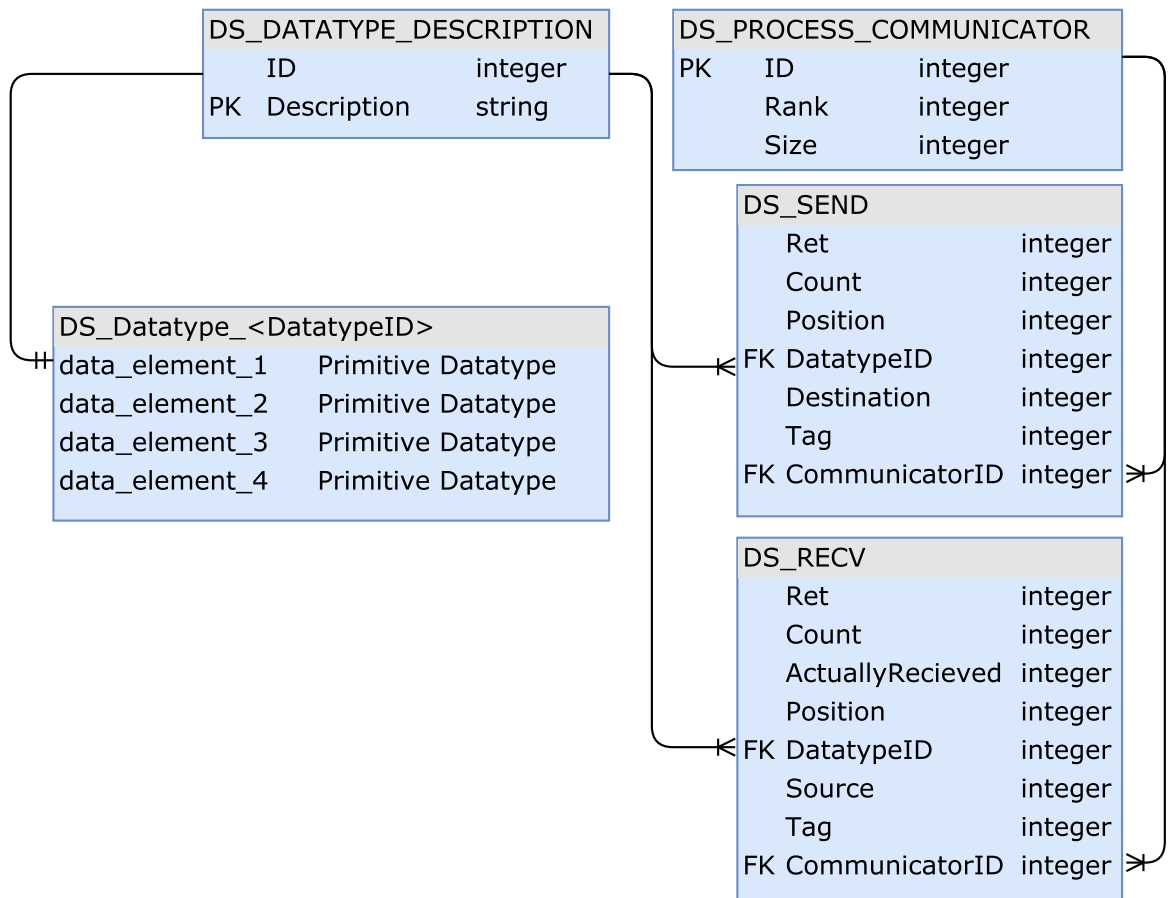 DS_DATATYPE_DESCRIPTION
ID integer
PK Description string
DS_PROCESS_COMMUNICATOR
PK ID integer
Rank integer
Size integer
DS_SEND
Ret integer
Count integer
Position integer
FK DatatypeID integer
Destination integer
Tag integer
FK CommunicatorID integer
DS_Datatype_<DatatypeID>
data_element_1 Primitive Datatype
data_element_2 Primitive Datatype
data_element_3 Primitive Datatype
data_element_4 Primitive Datatype
DS_RECV
Ret integer
Count integer
ActuallyRecieved integer
Position integer
FK DatatypeID integer
Source integer
Tag integer
FK CommunicatorID integer